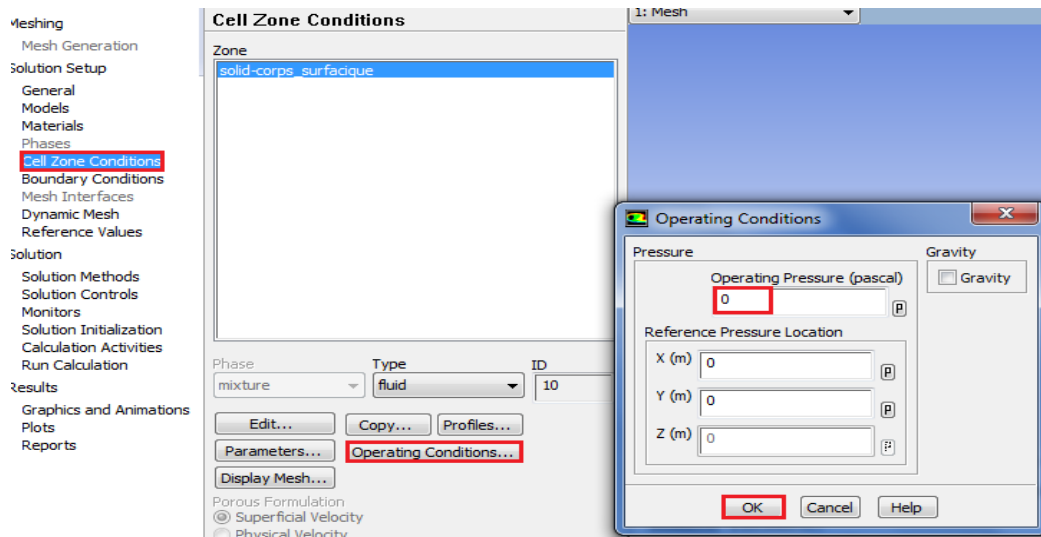 Meshing
Mesh Generation
Solution Setup
General
Models
Materials
Phases
Cell Zone Conditions
Boundary Conditions
Mesh Interfaces
Dynamic Mesh
Reference Values
Solution
Solution Methods
Solution Controls
Monitors
Solution Initialization
Calculation Activities
Run Calculation
Results
Graphics and Animations
Plots
Reports
Cell Zone Conditions
Zone
solid-corps_surfacique
Phase Type ID
mixture fluid 10
Edit... Copy... Profiles...
Parameters... Operating Conditions...
Display Mesh...
Porous Formulation
Superficial Velocity
Physical Velocity
1: Mesh
Operating Conditions
Pressure
Operating Pressure (pascal)
0
P
Reference Pressure Location
X (m) 0 P
Y (m) 0 P
Z (m) 0 P
Gravity
Gravity
OK Cancel Help